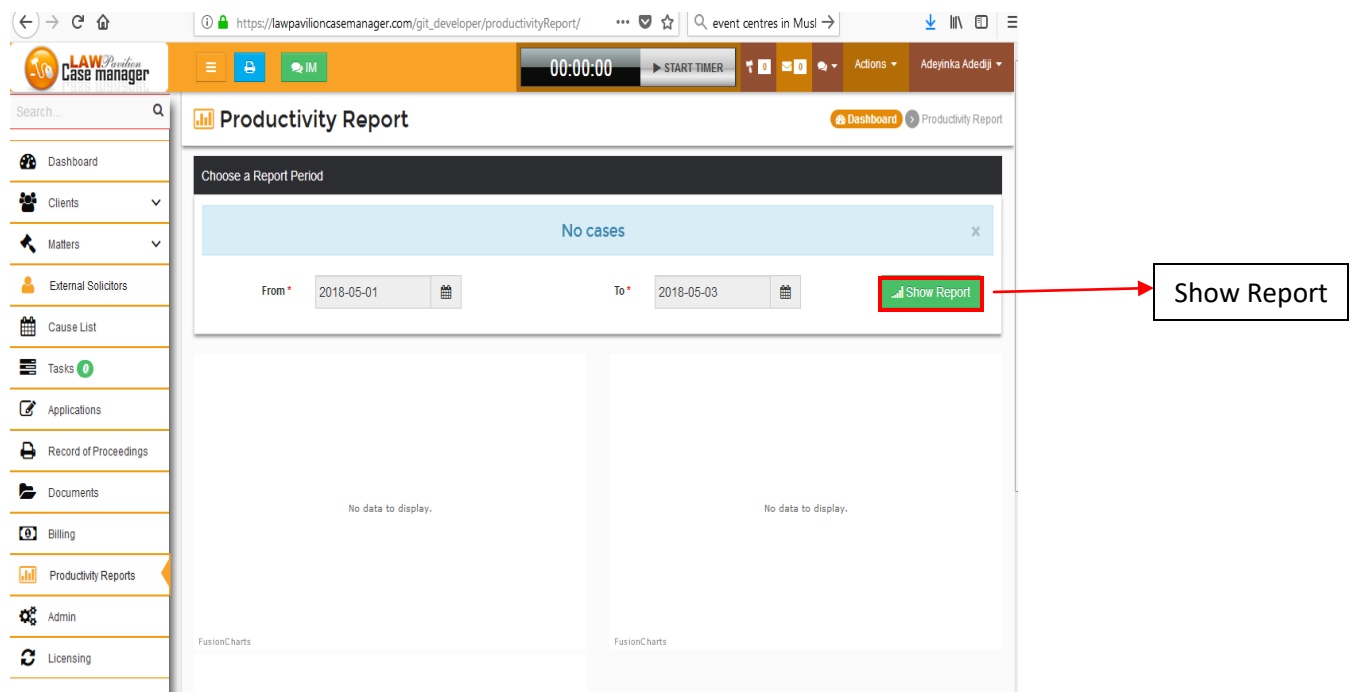 https://lawpavilioncasemanager.com/git_developer/productivityReport/
event centres in Musl
LAW Pavilion
Case manager
IM
00:00:00
START TIMER
0
0
Actions
Adeyinka Adediji
Search...
Productivity Report
Dashboard
Productivity Report
Dashboard
Clients
Matters
External Solicitors
Cause List
Tasks 0
Applications
Record of Proceedings
Documents
Billing
Productivity Reports
Admin
Licensing
Choose a Report Period
No cases
x
From *
2018-05-01
To *
2018-05-03
Show Report
Show Report
No data to display.
No data to display.
FusionCharts
FusionCharts